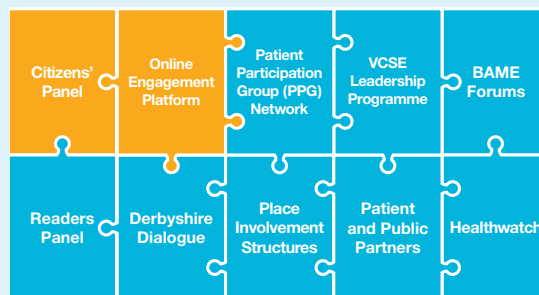 Citizens'
Panel
Online
Engagement
Platform
Patient
Participation
Group (PPG)
Network
VCSE
Leadership
Programme
BAME
Forums
Readers
Panel
Derbyshire
Dialogue
Place
Involvement
Structures
Patient
and Public
Partners
Healthwatch